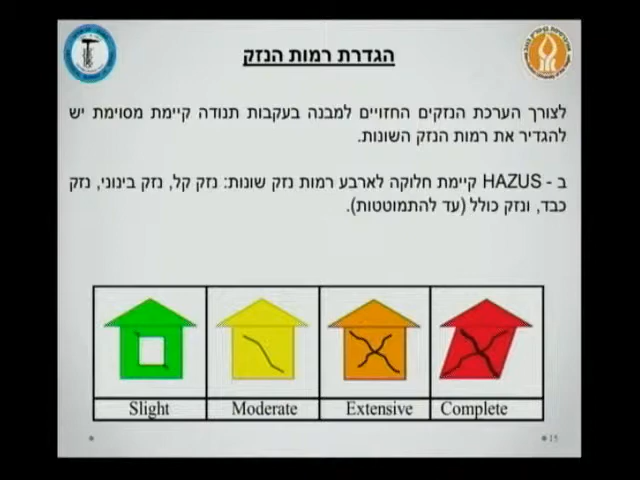 הגדרת רמות הנזק
לצורך הערכת הנזקים החזויים למבנה בעקבות תנודה קיימת מסוימת יש
להגדיר את רמות הנזק השונות.
ב - HAZUS קיימת חלוקה לארבע רמות נזק שונות: נזק קל, נזק בינוני, נזק
כבד, ונזק כולל (עד להתמוטטות).
Slight Moderate Extensive Complete
15